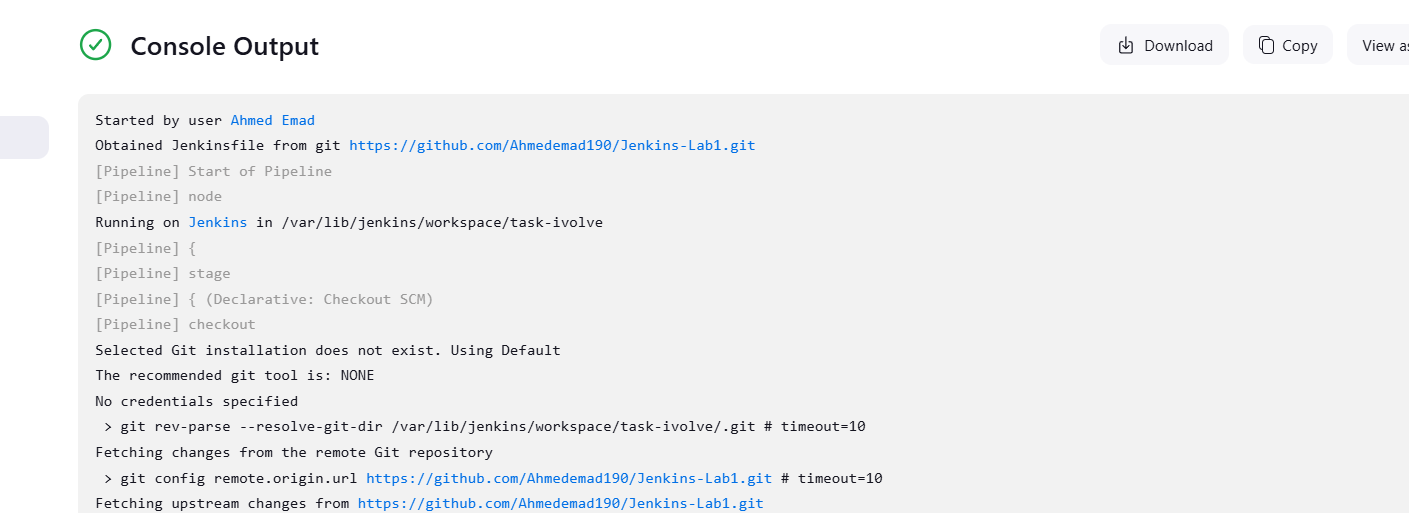 Console Output
Download
Copy
View as
Started by user Ahmed Emad
Obtained Jenkinsfile from git https://github.com/Ahmedemad190/Jenkins-Lab1.git
[Pipeline] Start of Pipeline
[Pipeline] node
Running on Jenkins in /var/lib/jenkins/workspace/task-ivolve
[Pipeline] {
[Pipeline] stage
[Pipeline] { (Declarative: Checkout SCM)
[Pipeline] checkout
Selected Git installation does not exist. Using Default
The recommended git tool is: NONE
No credentials specified
 > git rev-parse --resolve-git-dir /var/lib/jenkins/workspace/task-ivolve/.git # timeout=10
Fetching changes from the remote Git repository
 > git config remote.origin.url https://github.com/Ahmedemad190/Jenkins-Lab1.git # timeout=10
Fetching upstream changes from https://github.com/Ahmedemad190/Jenkins-Lab1.git